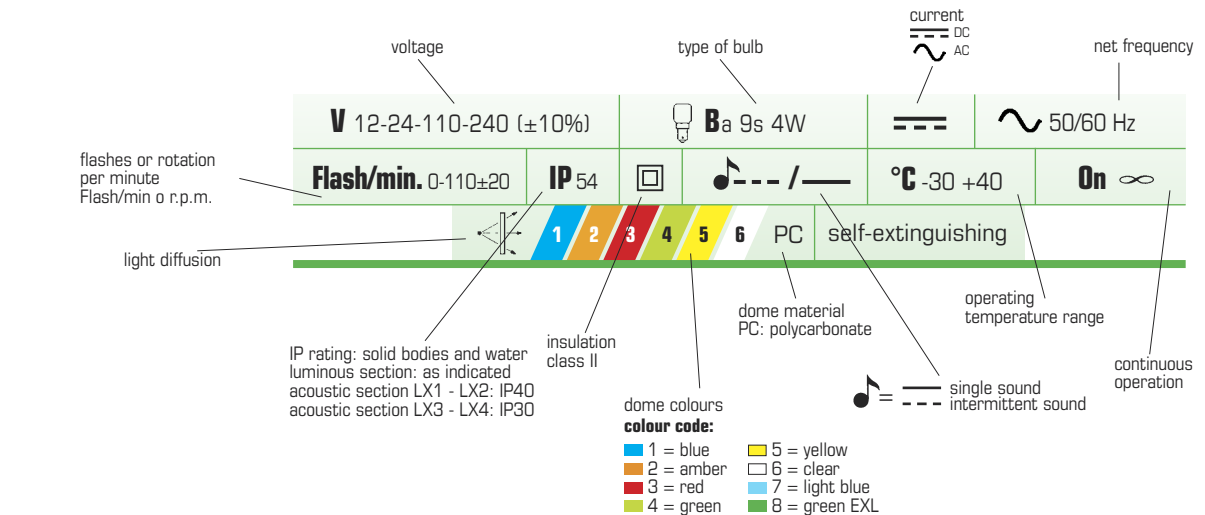 current
DC
AC
voltage
type of bulb
net frequency
V 12-24-110-240 (±10%)
Ba 9s 4W
50/60 Hz
flashes or rotation
per minute
Flash/min o r.p.m.
Flash/min. 0-110±20
IP 54
--- /
°C -30 +40
On ∞
light diffusion
1 2 3 4 5 6 PC
self-extinguishing
IP rating: solid bodies and water
luminous section: as indicated
acoustic section LX1 - LX2: IP40
acoustic section LX3 - LX4: IP30
insulation
class II
dome material
PC: polycarbonate
operating
temperature range
continuous
operation
= single sound
intermittent sound
dome colours
colour code:
1 = blue
2 = amber
3 = red
4 = green
5 = yellow
6 = clear
7 = light blue
8 = green EXL